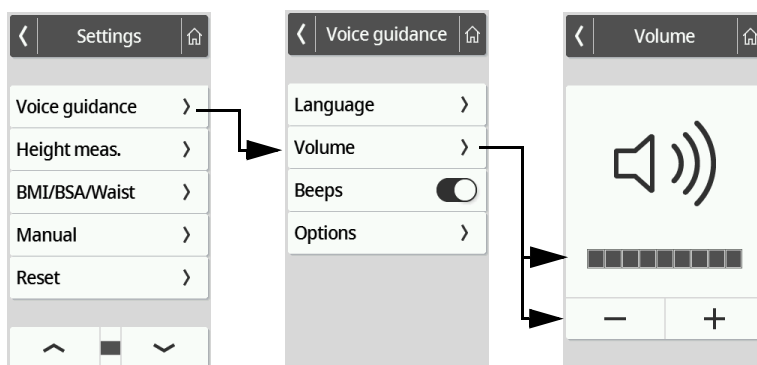 Settings
Voice guidance
Height meas.
BMI/BSA/Waist
Manual
Reset
Voice guidance
Language
Volume
Beeps
Options
Volume